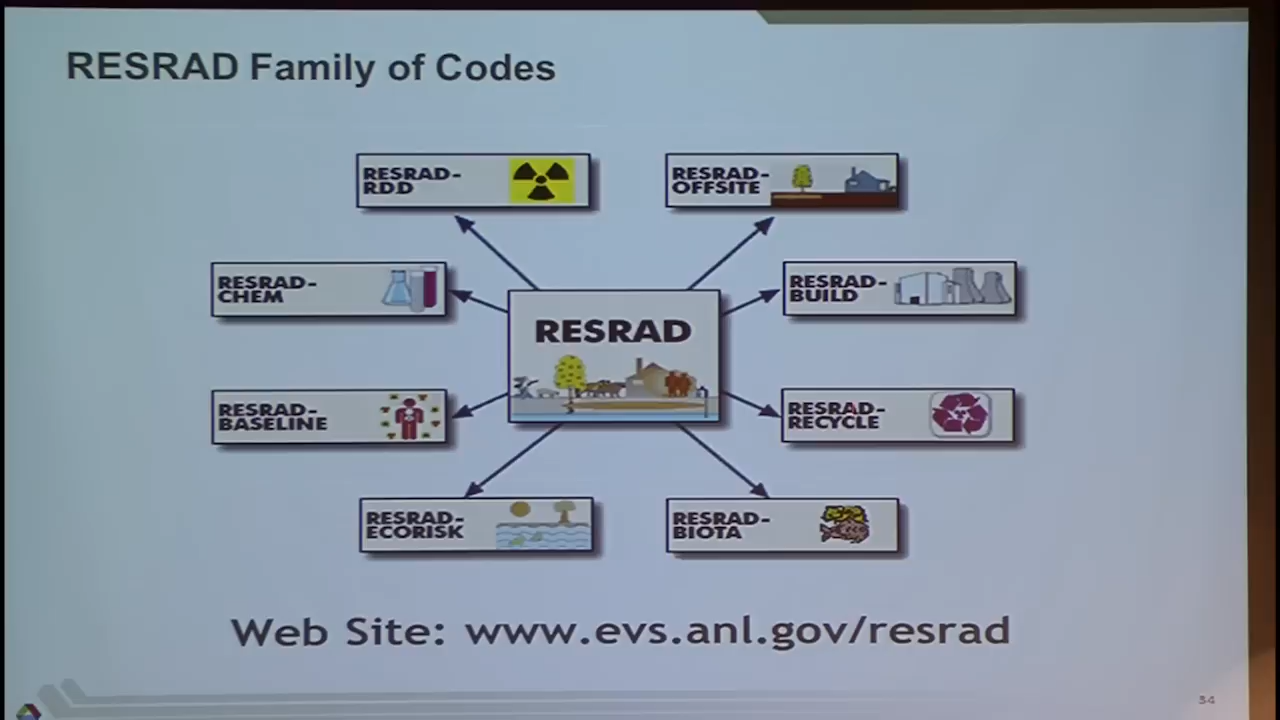 RESRAD Family of Codes
RESRAD-
RDD
RESRAD-
OFFSITE
RESRAD-
CHEM
RESRAD-
BUILD
RESRAD
RESRAD-
BASELINE
RESRAD-
RECYCLE
RESRAD-
ECORISK
RESRAD-
BIOTA
Web Site: www.evs.anl.gov/resrad
34